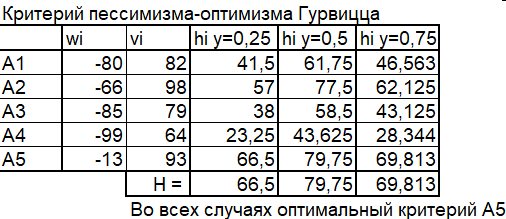 Критерий пессимизма-оптимизма Гурвицца
wi vi hi y=0,25 hi y=0,5 hi y=0,75
A1 -80 82 41,5 61,75 46,563
A2 -66 98 57 77,5 62,125
A3 -85 79 38 58,5 43,125
A4 -99 64 23,25 43,625 28,344
A5 -13 93 66,5 79,75 69,813
H = 66,5 79,75 69,813
Во всех случаях оптимальный критерий А5